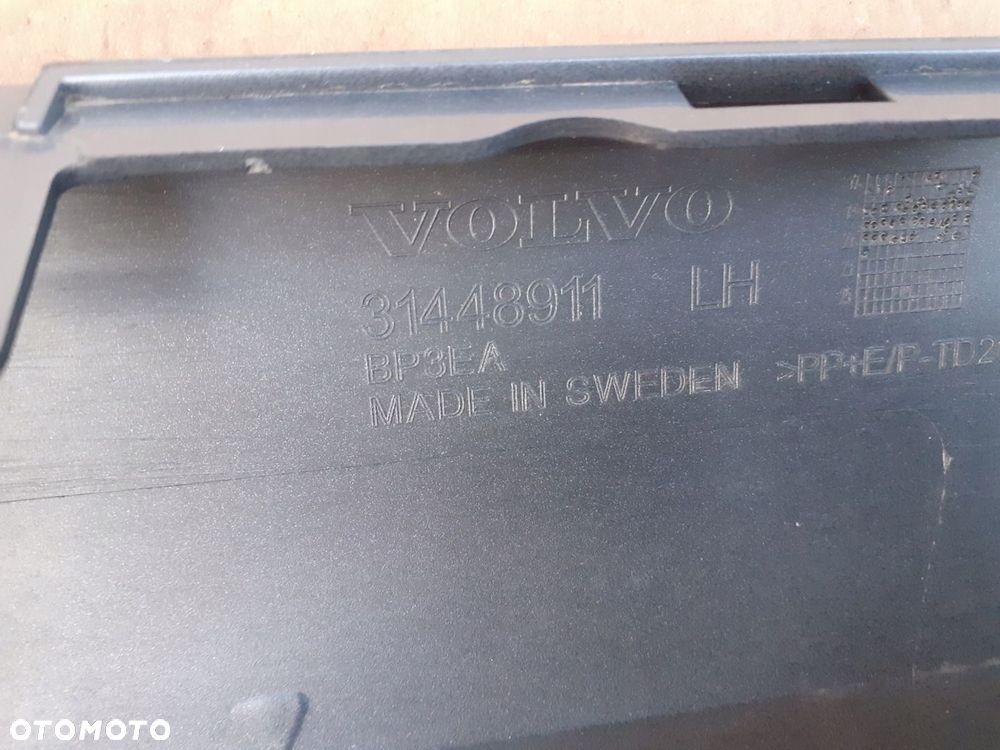 VOLVO
31448911 LH
BP3EA
MADE IN SWEDEN >PP+E/P-TD2
OTOMOTO